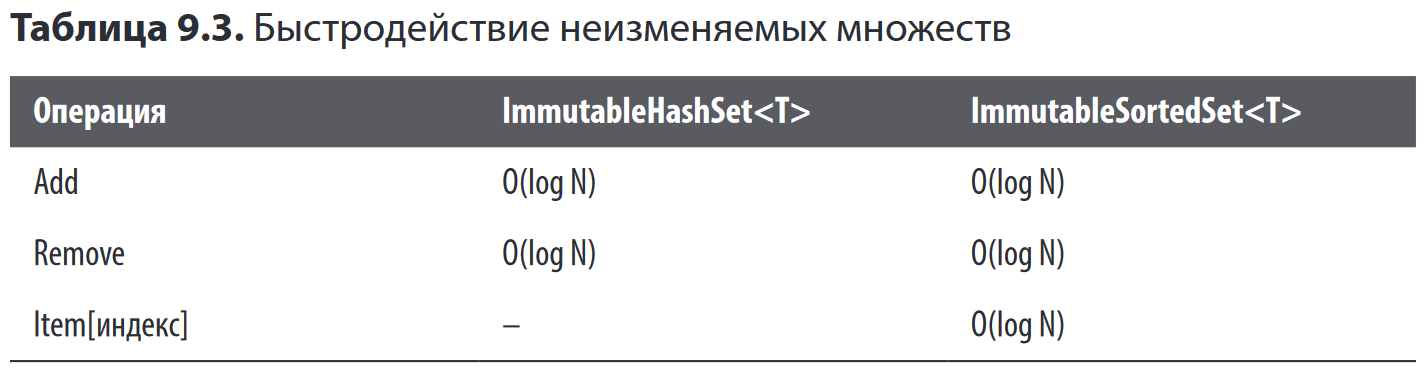 Таблица 9.3. Быстродействие неизменяемых множеств
Операция ImmutableHashSet<T> ImmutableSortedSet<T>
Add O(log N) O(log N)
Remove O(log N) O(log N)
Item[индекс] – O(log N)